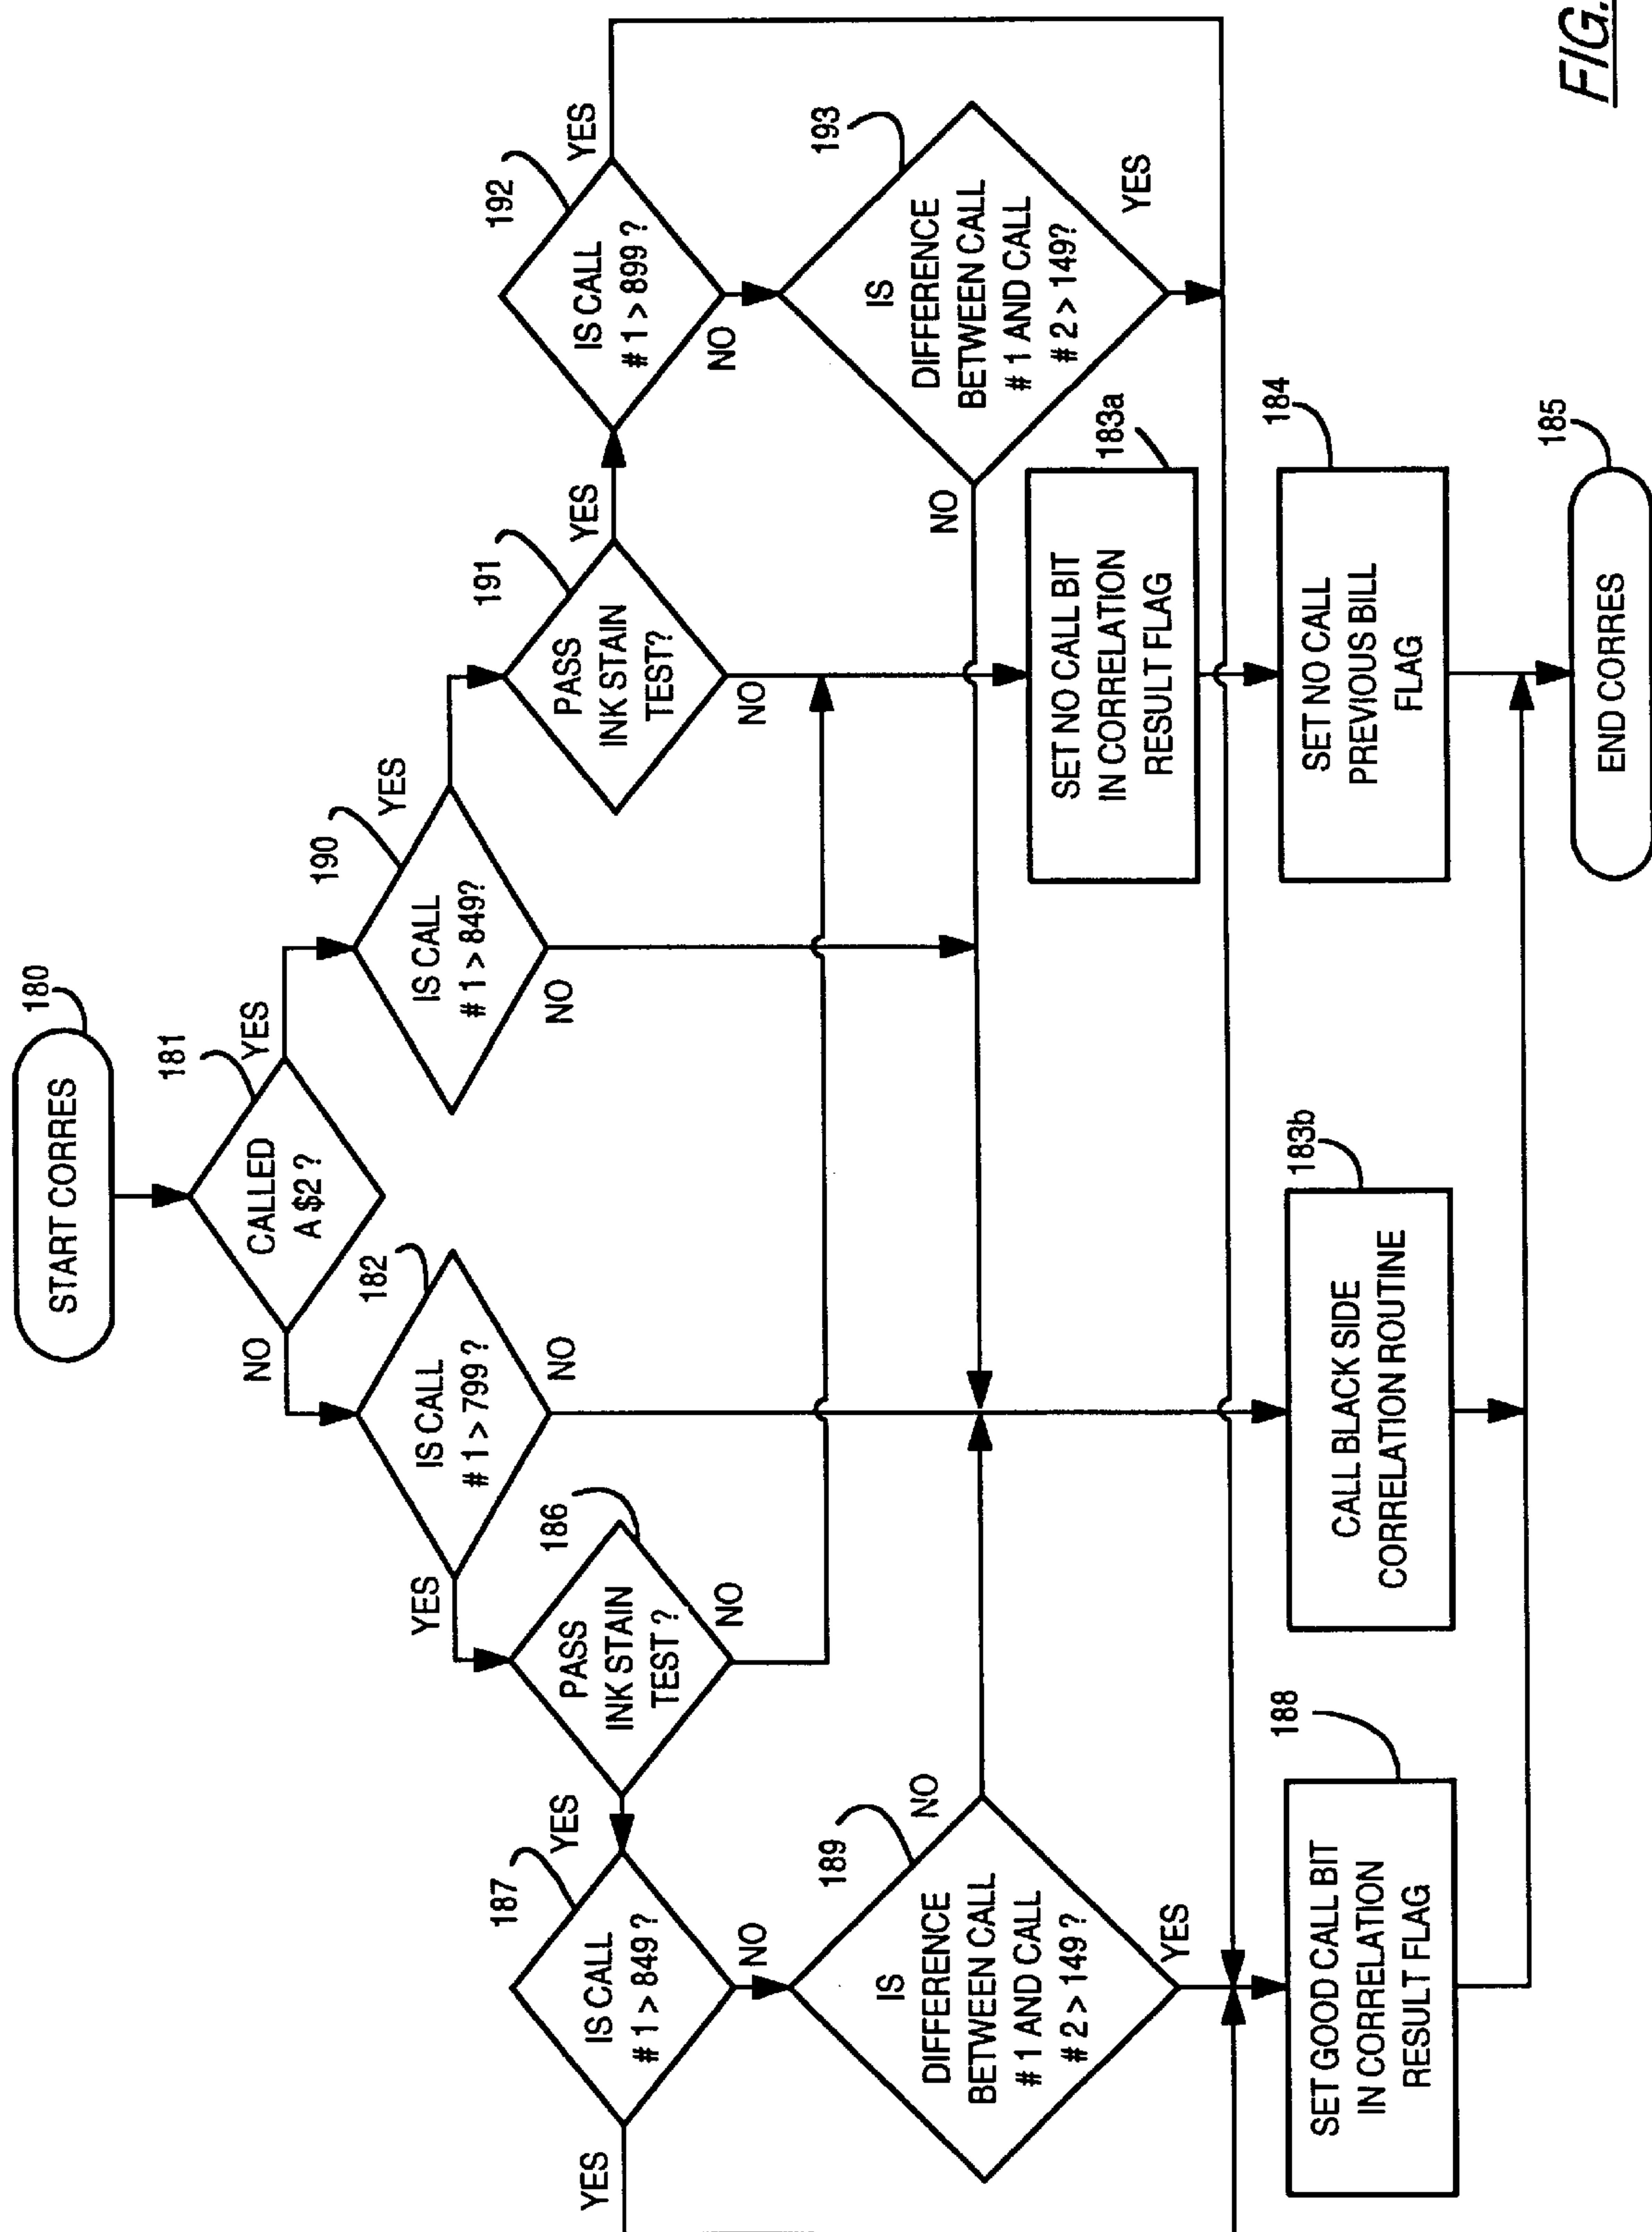 START CORRES
180
CALLED
A $2 ?
181
NO
YES
IS CALL
# 1 > 799 ?
182
YES
NO
IS CALL
# 1 > 849?
190
YES
NO
IS CALL
# 1 > 849 ?
187
YES
NO
PASS
INK STAIN
TEST ?
186
YES
NO
PASS
INK STAIN
TEST?
191
YES
NO
IS CALL
# 1 > 899 ?
192
YES
NO
IS
DIFFERENCE
BETWEEN CALL
# 1 AND CALL
# 2 > 149 ?
189
NO
YES
IS
DIFFERENCE
BETWEEN CALL
# 1 AND CALL
# 2 > 149?
193
NO
YES
SET NO CALL BIT
IN CORRELATION
RESULT FLAG
183a
SET GOOD CALL BIT
IN CORRELATION
RESULT FLAG
188
CALL BLACK SIDE
CORRELATION ROUTINE
183b
SET NO CALL
PREVIOUS BILL
FLAG
184
END CORRES
185
FIG.